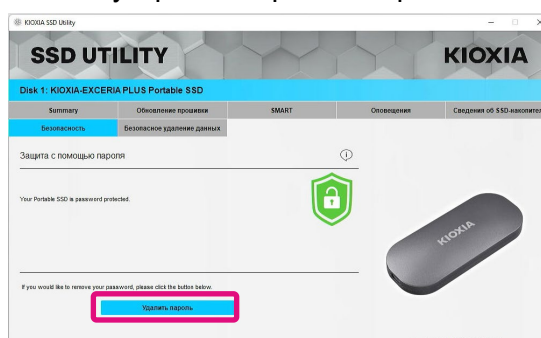 KIOXIA SSD Utility
SSD UTILITY
KIOXIA
Disk 1: KIOXIA-EXCERIA PLUS Portable SSD
Summary
Обновление прошивки
SMART
Оповещения
Сведения об SSD-накопител
Безопасность
Безопасное удаление данных
Защита с помощью пароля
Your Portable SSD is password protected.
KIOXIA
If you would like to remove your password, please click the button below.
Удалить пароль